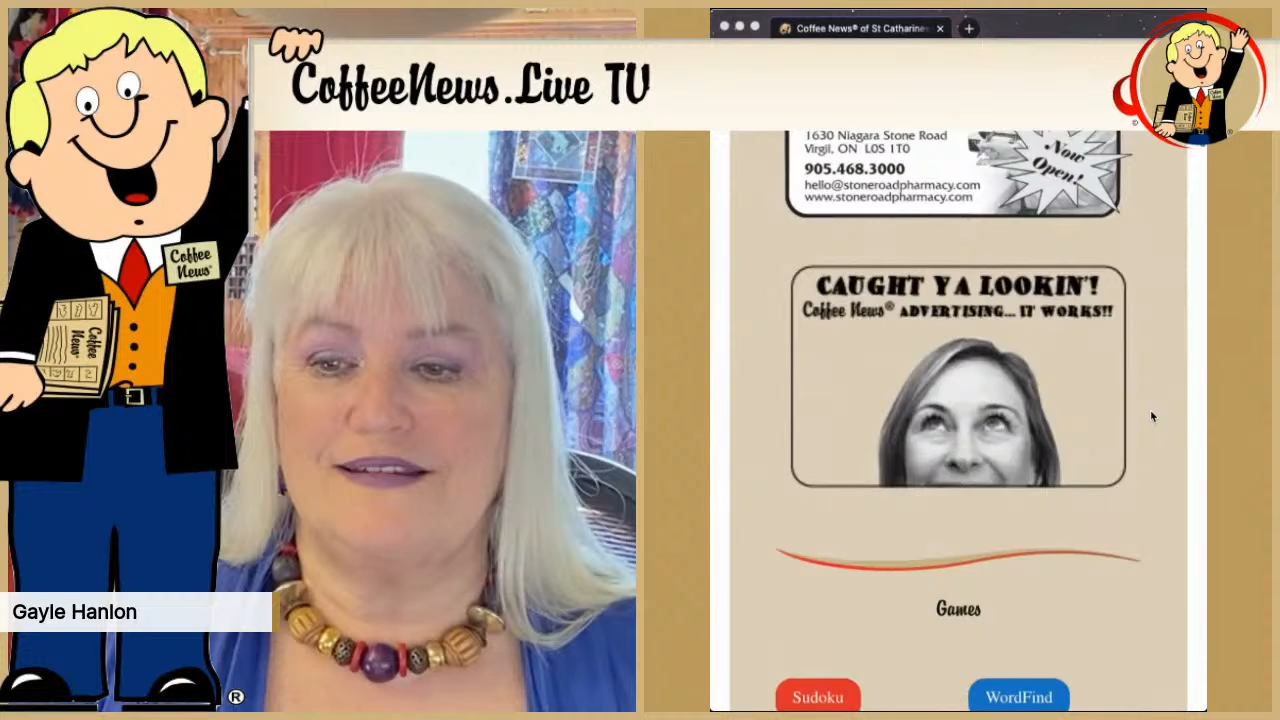 Coffee News® of St Catharines
CoffeeNews.Live TV
Coffee
News
Coffee
News
1630 Niagara Stone Road
Virgil, ON L0S 1T0
905.468.3000
hello@stoneroadpharmacy.com
www.stoneroadpharmacy.com
Now
Open!
CAUGHT YA LOOKIN'!
Coffee News® ADVERTISING... IT WORKS!!
Games
Sudoku
WordFind
Gayle Hanlon
®